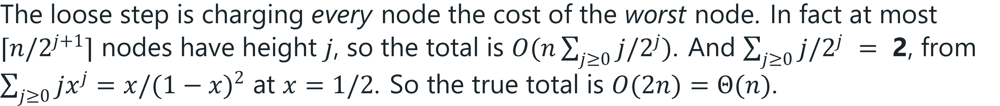 The loose step is charging every node the cost of the worst node. In fact at most
⌈n/2^{j+1}⌉ nodes have height j, so the total is O(n ∑_{j≥0} j/2^j). And ∑_{j≥0} j/2^j = 2, from
∑_{j≥0} jx^j = x/(1 − x)^2 at x = 1/2. So the true total is O(2n) = Θ(n).